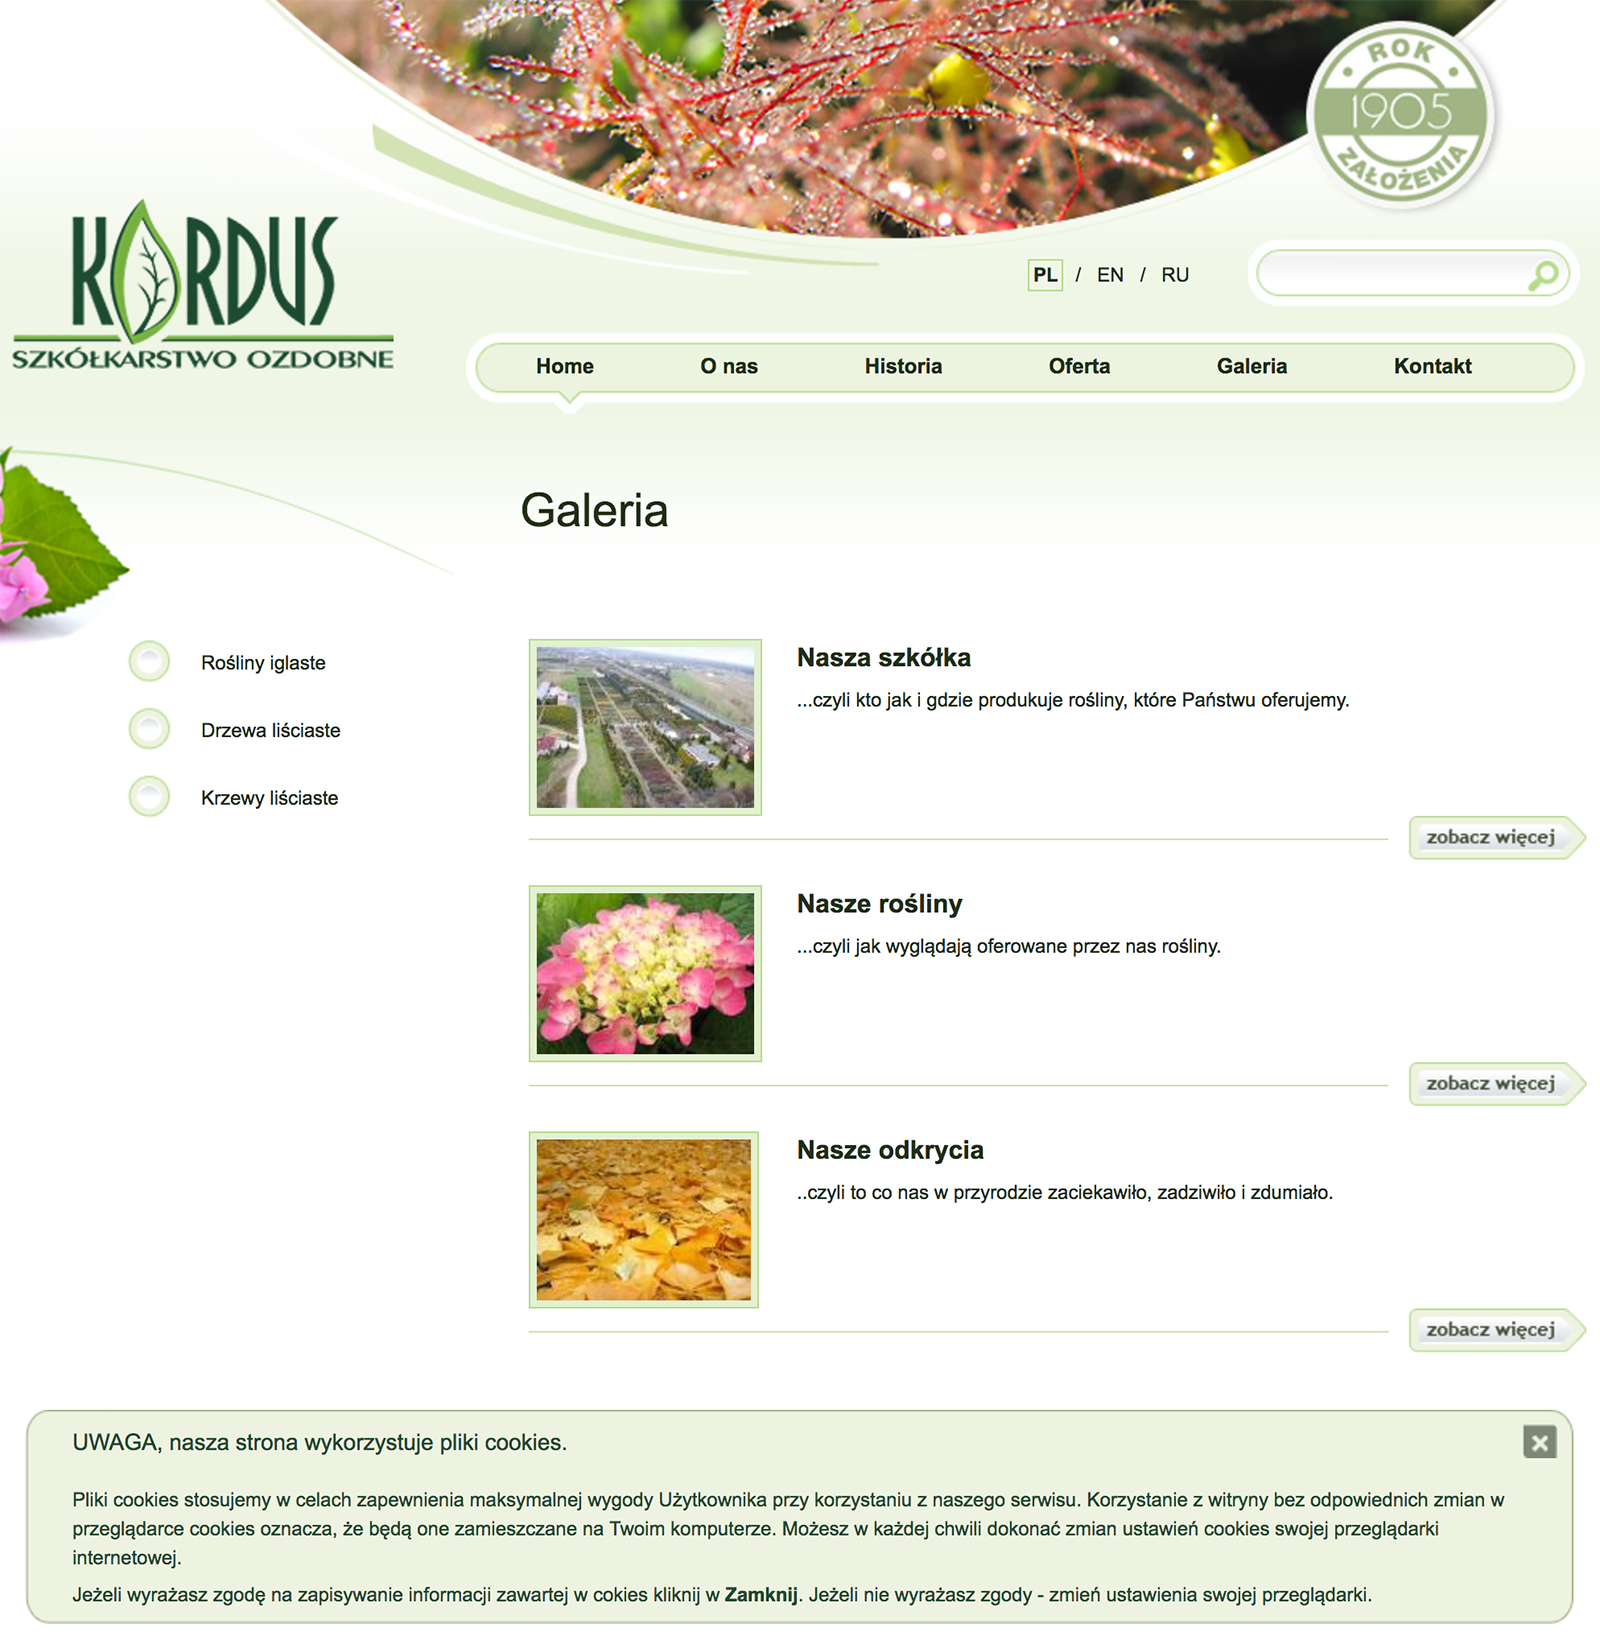 ROK
1905
ZAŁOŻENIA
KARDUS
SZKÓŁKARSTWO OZDOBNE
PL / EN / RU
Home O nas Historia Oferta Galeria Kontakt
Galeria
Rośliny iglaste
Drzewa liściaste
Krzewy liściaste
Nasza szkółka
...czyli kto jak i gdzie produkuje rośliny, które Państwu oferujemy.
zobacz więcej
Nasze rośliny
...czyli jak wyglądają oferowane przez nas rośliny.
zobacz więcej
Nasze odkrycia
..czyli to co nas w przyrodzie zaciekawiło, zadziwiło i zdumiało.
zobacz więcej
UWAGA, nasza strona wykorzystuje pliki cookies.
Pliki cookies stosujemy w celach zapewnienia maksymalnej wygody Użytkownika przy korzystaniu z naszego serwisu. Korzystanie z witryny bez odpowiednich zmian w
przeglądarce cookies oznacza, że będą one zamieszczane na Twoim komputerze. Możesz w każdej chwili dokonać zmian ustawień cookies swojej przeglądarki
internetowej.
Jeżeli wyrażasz zgodę na zapisywanie informacji zawartej w cokies kliknij w Zamknij. Jeżeli nie wyrażasz zgody - zmień ustawienia swojej przeglądarki.